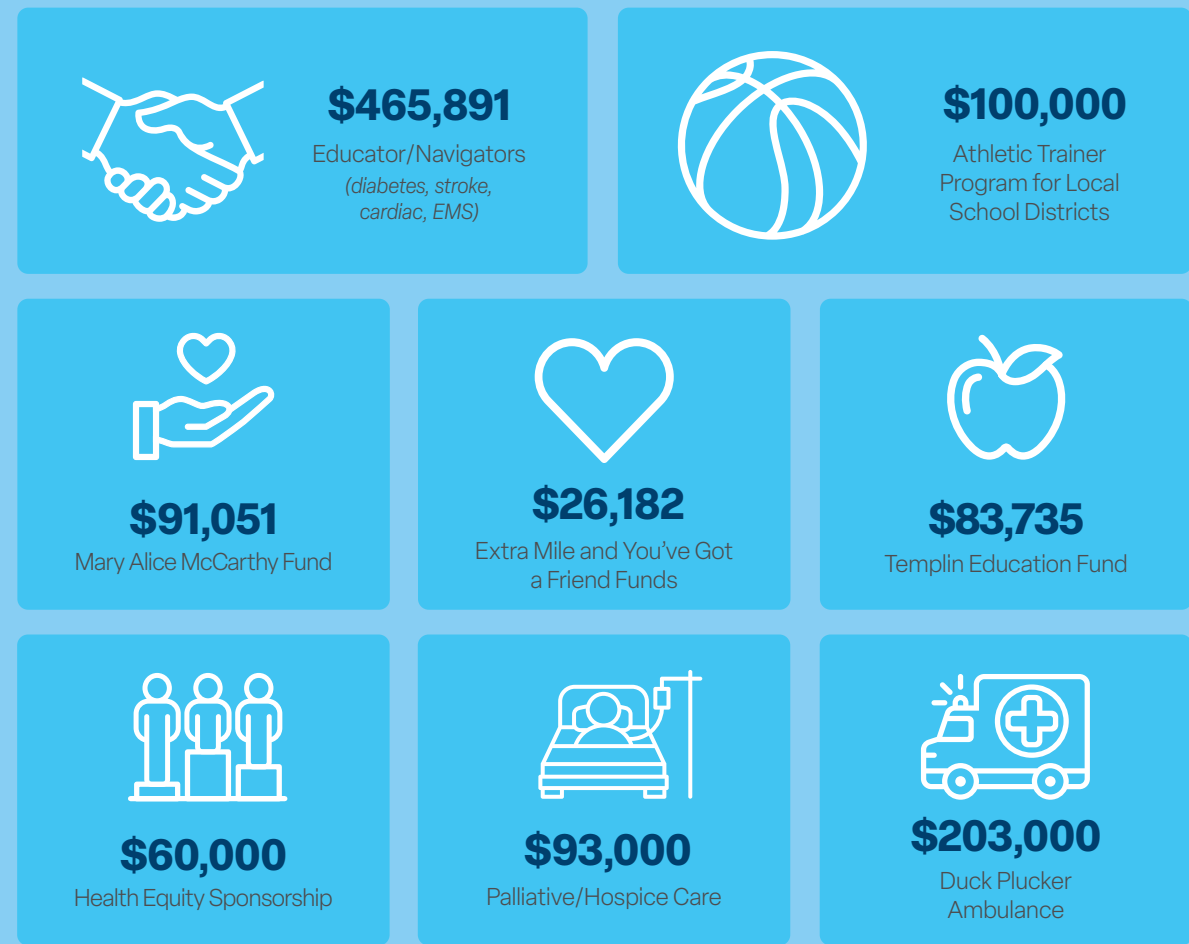 $465,891
Educator/Navigators
(diabetes, stroke,
cardiac, EMS)
$100,000
Athletic Trainer
Program for Local
School Districts
$91,051
Mary Alice McCarthy Fund
$26,182
Extra Mile and You've Got
a Friend Funds
$83,735
Templin Education Fund
$60,000
Health Equity Sponsorship
$93,000
Palliative/Hospice Care
$203,000
Duck Plucker
Ambulance